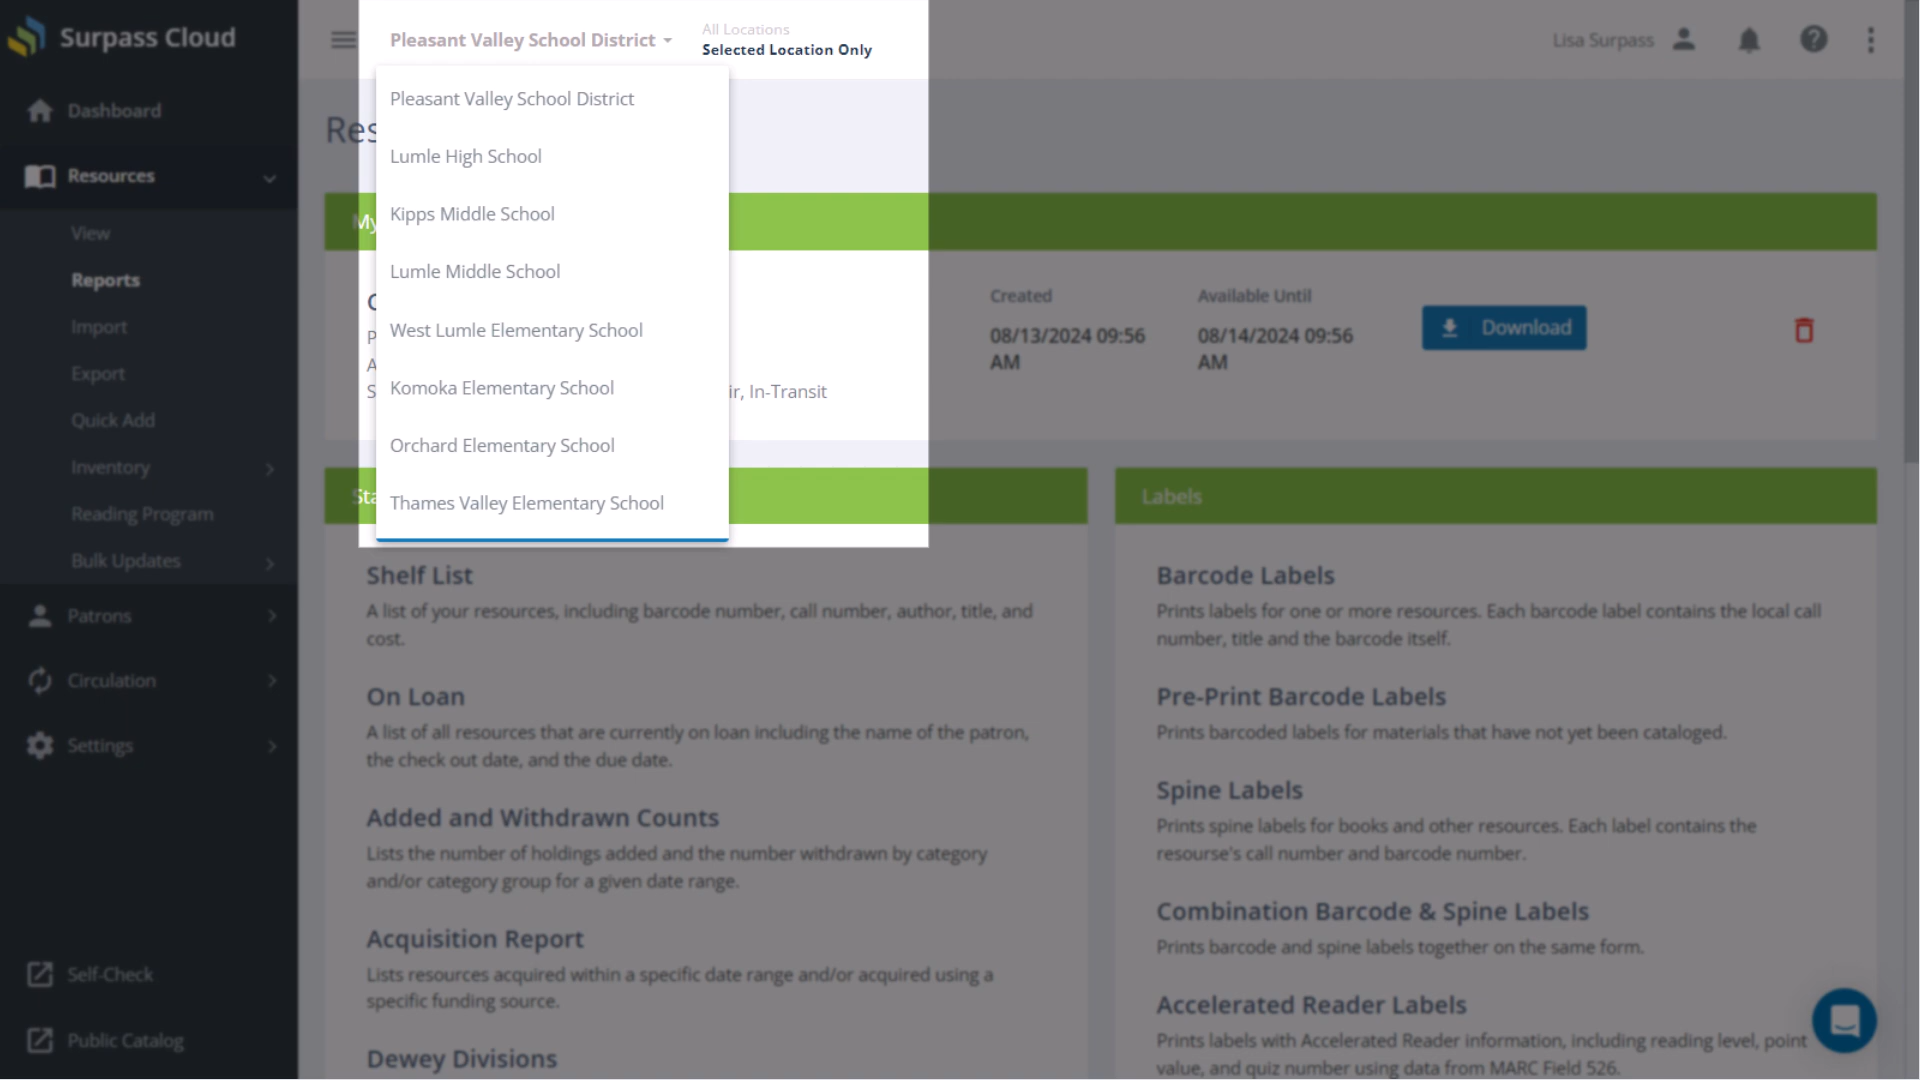 Surpass Cloud
Dashboard
Resources
View
Reports
Import
Export
Quick Add
Inventory
Reading Program
Bulk Updates
Patrons
Circulation
Settings
Self-Check
Public Catalog
Pleasant Valley School District
All Locations
Selected Location Only
Lisa Surpass
Pleasant Valley School District
Lumle High School
Kipps Middle School
Lumle Middle School
West Lumle Elementary School
Komoka Elementary School
Orchard Elementary School
Thames Valley Elementary School
Res
My
ir, In-Transit
Created
08/13/2024 09:56
AM
Available Until
08/14/2024 09:56
AM
Download
Sta
Shelf List
A list of your resources, including barcode number, call number, author, title, and
cost.
On Loan
A list of all resources that are currently on loan including the name of the patron,
the check out date, and the due date.
Added and Withdrawn Counts
Lists the number of holdings added and the number withdrawn by category
and/or category group for a given date range.
Acquisition Report
Lists resources acquired within a specific date range and/or acquired using a
specific funding source.
Dewey Divisions
Labels
Barcode Labels
Prints labels for one or more resources. Each barcode label contains the local call
number, title and the barcode itself.
Pre-Print Barcode Labels
Prints barcoded labels for materials that have not yet been cataloged.
Spine Labels
Prints spine labels for books and other resources. Each label contains the
resourse's call number and barcode number.
Combination Barcode & Spine Labels
Prints barcode and spine labels together on the same form.
Accelerated Reader Labels
Prints labels with Accelerated Reader information, including reading level, point
value, and quiz number using data from MARC Field 526.